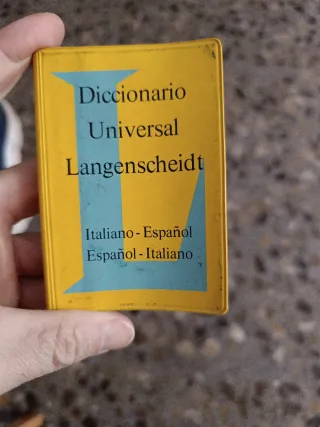 Diccionario
Universal
Langenscheidt
Italiano - Español
Español - Italiano